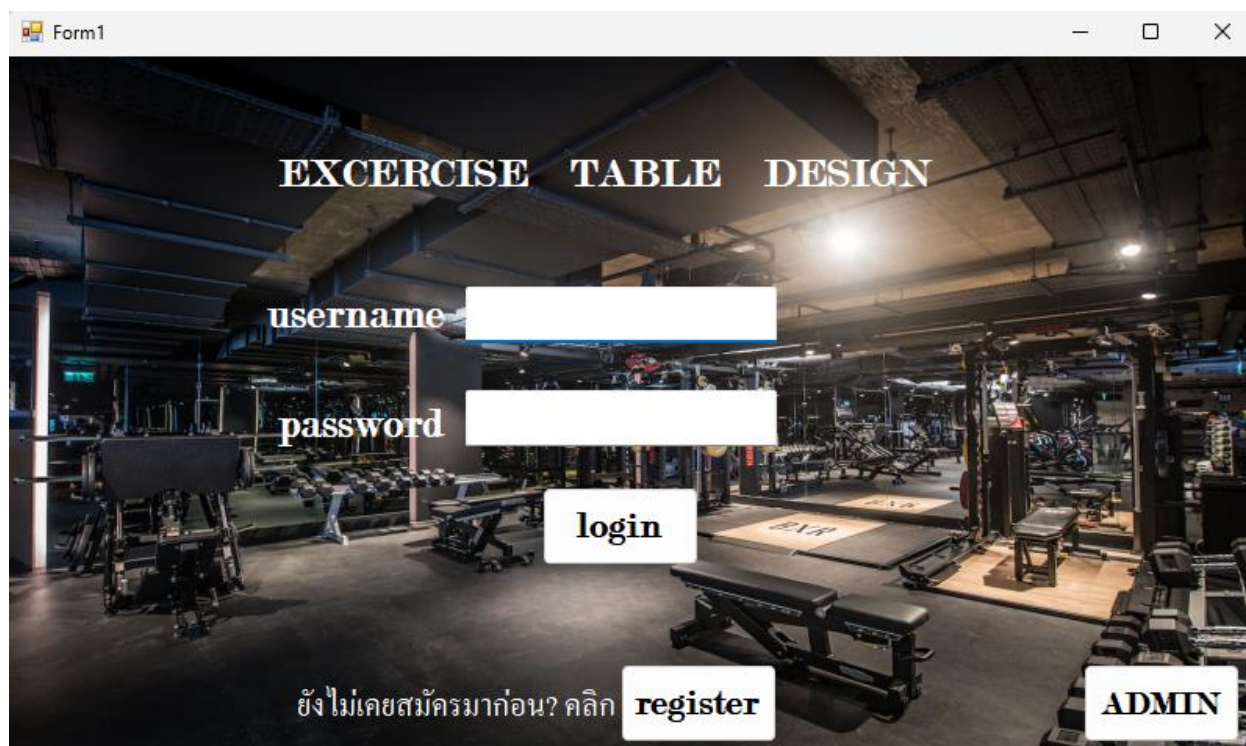 Form1
EXCERCISE TABLE DESIGN
username
password
login
BXR
ยังไม่เคยสมัครมาก่อน? คลิก register
ADMIN